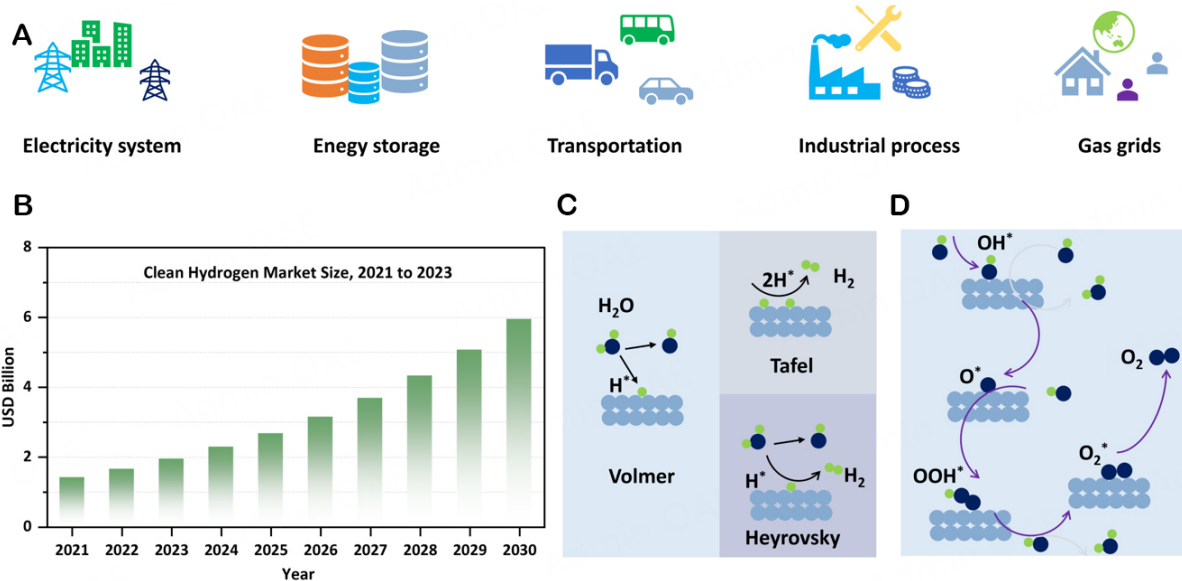 A
Electricity system
Enegy storage
Transportation
Industrial process
Gas grids
B
Clean Hydrogen Market Size, 2021 to 2023
USD Billion
8
6
4
2
0
2021 2022 2023 2024 2025 2026 2027 2028 2029 2030
Year
C
H₂O
H*
Volmer
2H*
H₂
Tafel
H*
H₂
Heyrovsky
D
OH*
O*
OOH*
O₂*
O₂